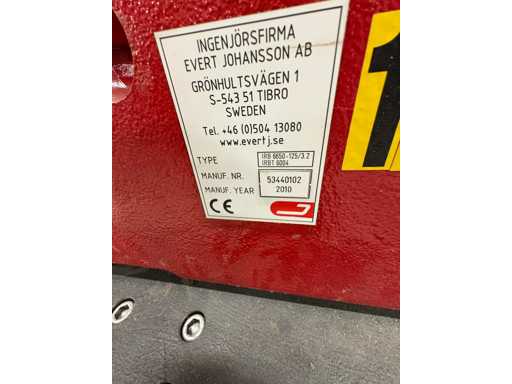 INGENJÖRSFIRMA
EVERT JOHANSSON AB
GRÖNHULTSVÄGEN 1
S-543 51 TIBRO
SWEDEN
Tel. +46 (0)504 13080
www.evertj.se
TYPE IRB 6650-125/3.2
IRBT 6004
MANUF. NR. 53440102
MANUF. YEAR 2010
CE
1